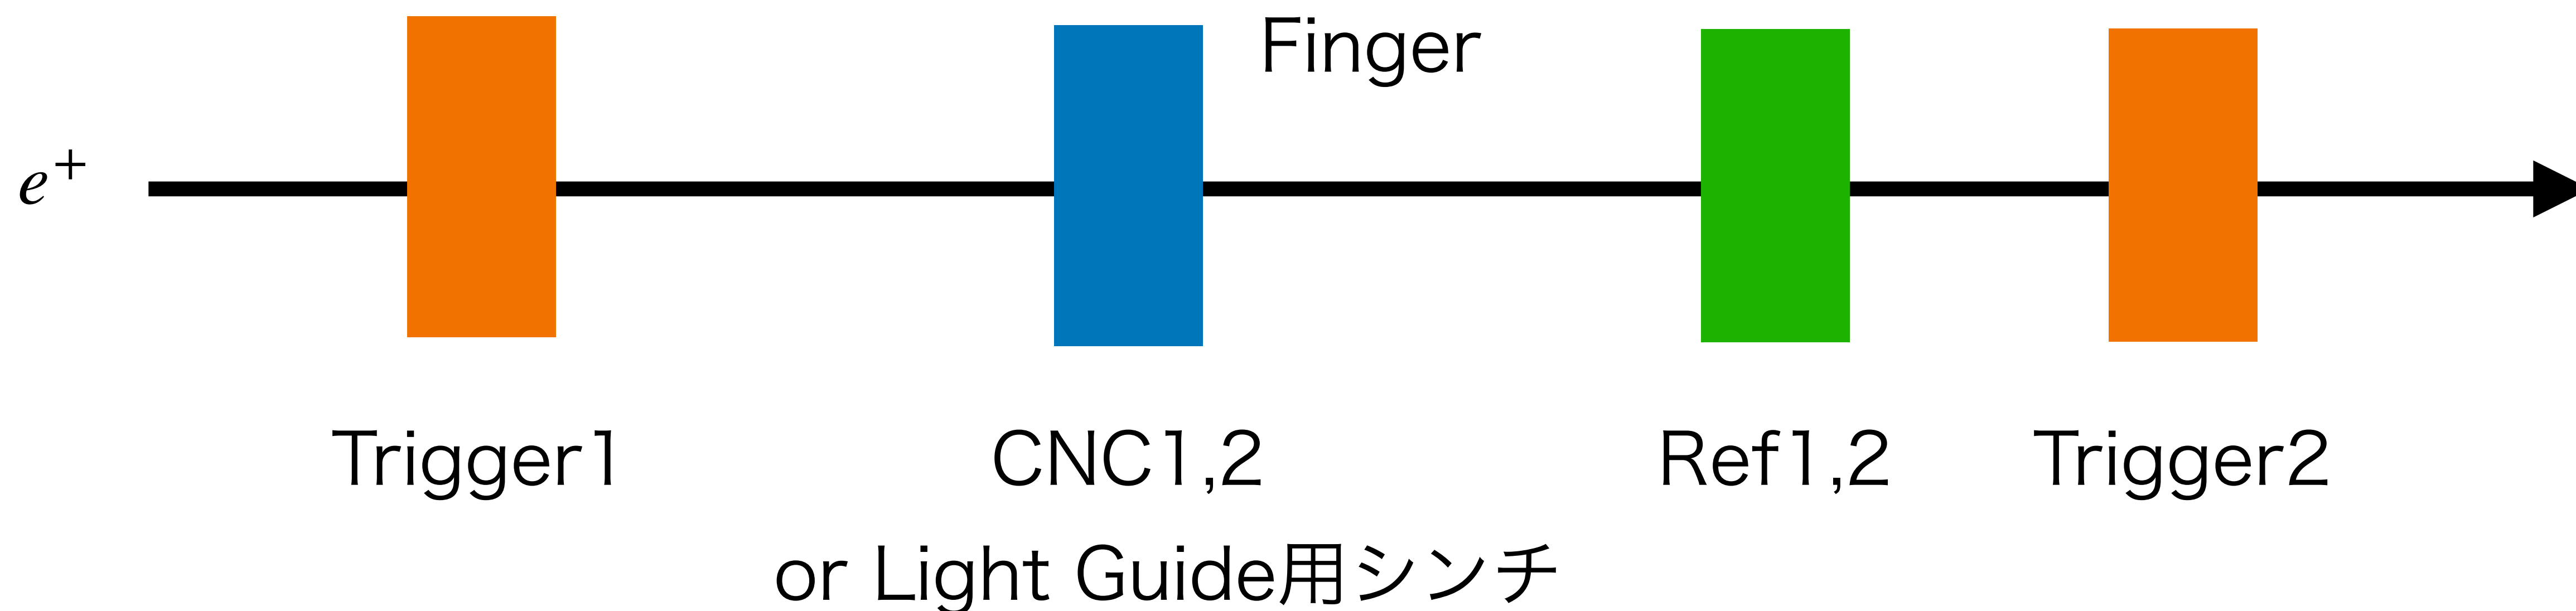 Finger
e+
Trigger1
CNC1,2
Ref1,2
Trigger2
or Light Guide用シンチ